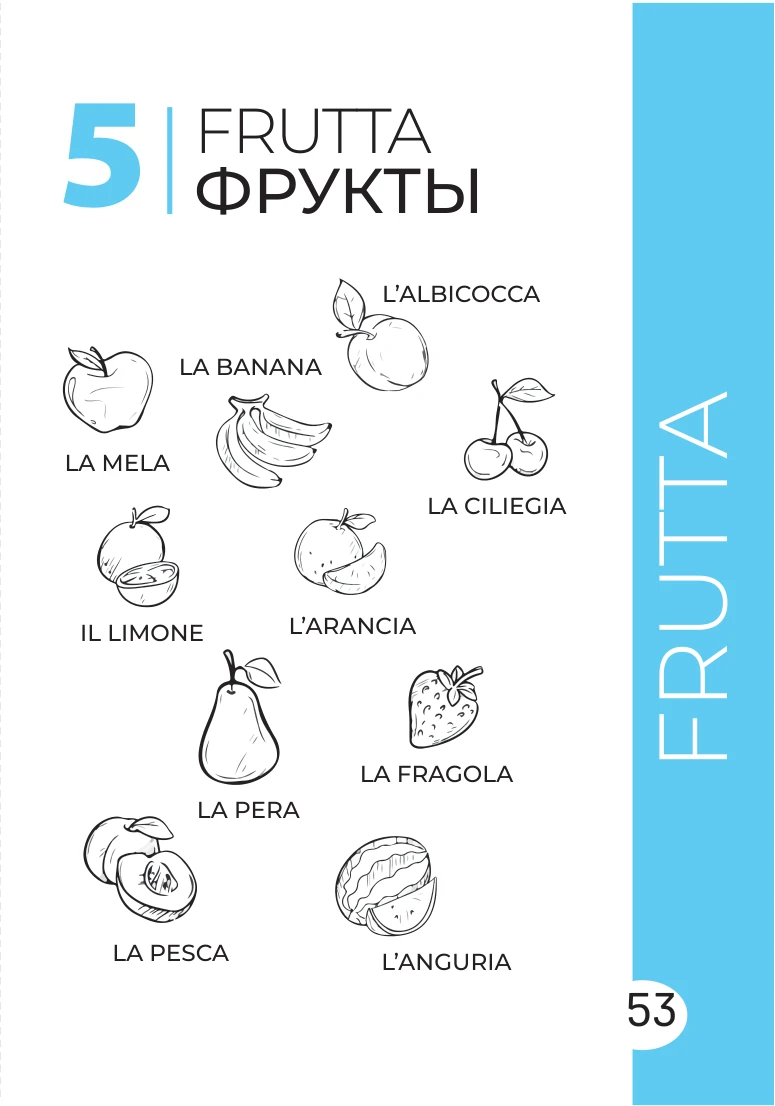 5
FRUTTA
ФРУКТЫ
L’ALBICOCCA
LA BANANA
LA MELA
LA CILIEGIA
IL LIMONE
L’ARANCIA
LA FRAGOLA
LA PERA
LA PESCA
L’ANGURIA
FRUTTA
53